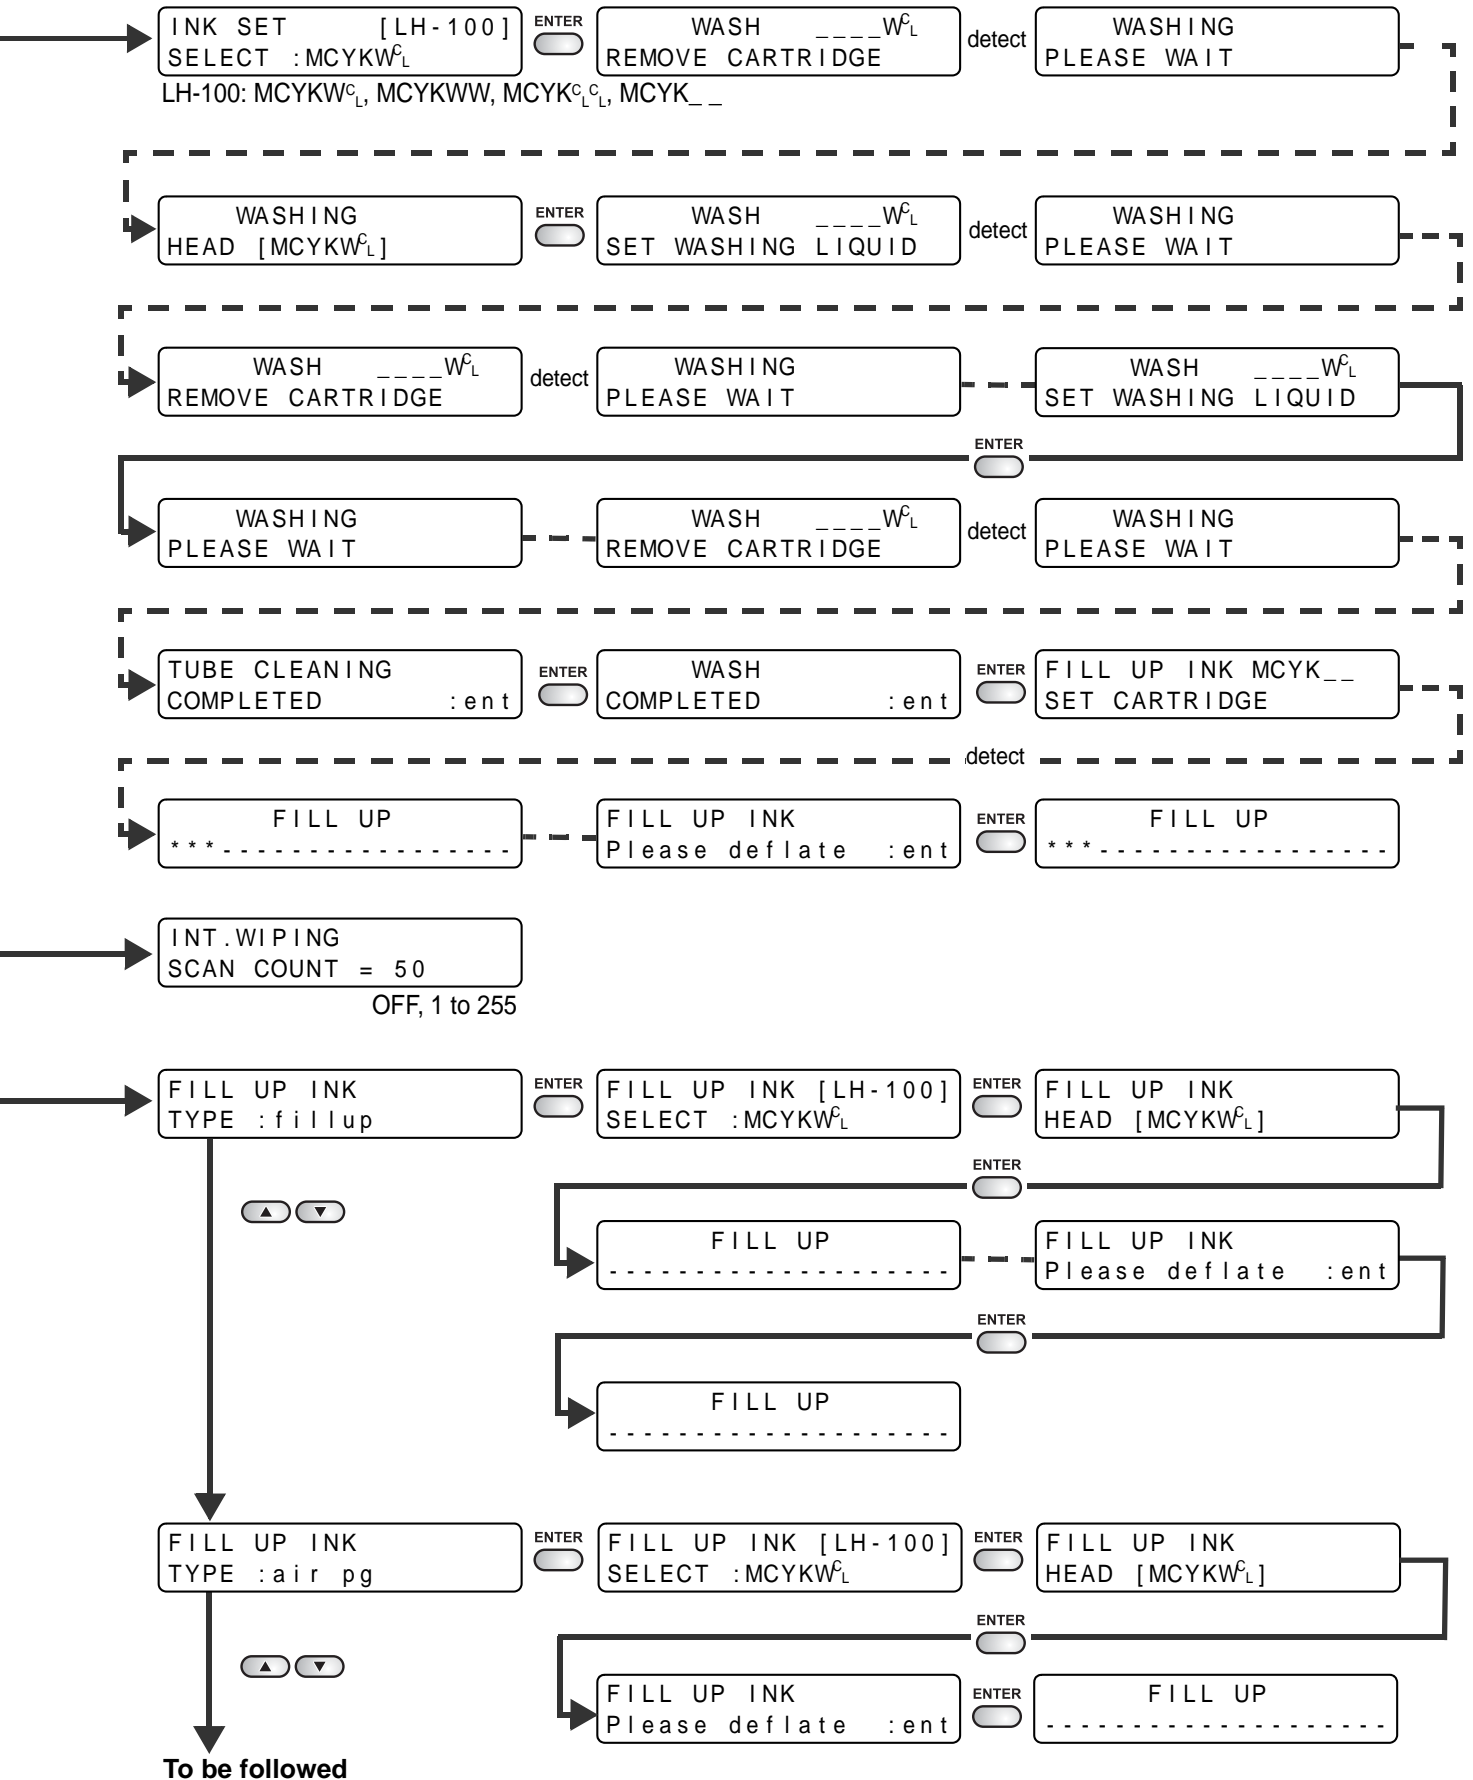 INK SET [LH-100]
SELECT :MCYKWCL
ENTER
WASH ____WCL
REMOVE CARTRIDGE
detect
WASHING
PLEASE WAIT
LH-100: MCYKWCL, MCYKWW, MCYKCLCL, MCYK_ _
WASHING
HEAD [MCYKWCL]
ENTER
WASH ____WCL
SET WASHING LIQUID
detect
WASHING
PLEASE WAIT
WASH ____WCL
REMOVE CARTRIDGE
detect
WASHING
PLEASE WAIT
WASH ____WCL
SET WASHING LIQUID
ENTER
WASHING
PLEASE WAIT
WASH ____WCL
REMOVE CARTRIDGE
detect
WASHING
PLEASE WAIT
TUBE CLEANING
COMPLETED :ent
ENTER
WASH
COMPLETED :ent
ENTER
FILL UP INK MCYK__
SET CARTRIDGE
detect
FILL UP
***-----------------
FILL UP INK
Please deflate :ent
ENTER
FILL UP
***-----------------
INT.WIPING
SCAN COUNT = 50
OFF, 1 to 255
FILL UP INK
TYPE :fillup
ENTER
FILL UP INK [LH-100]
SELECT :MCYKWCL
ENTER
FILL UP INK
HEAD [MCYKWCL]
ENTER
FILL UP
--------------------
FILL UP INK
Please deflate :ent
ENTER
FILL UP
--------------------
FILL UP INK
TYPE :air pg
ENTER
FILL UP INK [LH-100]
SELECT :MCYKWCL
ENTER
FILL UP INK
HEAD [MCYKWCL]
ENTER
FILL UP INK
Please deflate :ent
ENTER
FILL UP
--------------------
To be followed